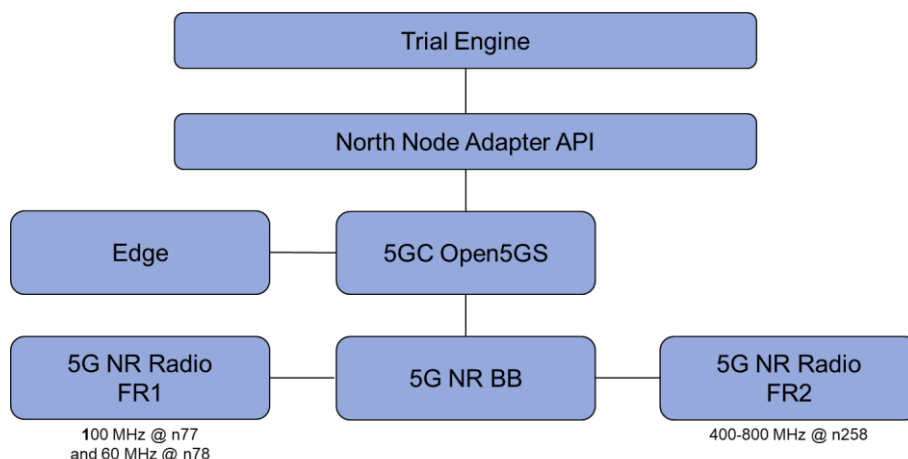 Trial Engine
North Node Adapter API
Edge
5GC Open5GS
5G NR Radio
FR1
5G NR BB
5G NR Radio
FR2
100 MHz @ n77
and 60 MHz @ n78
400-800 MHz @ n258